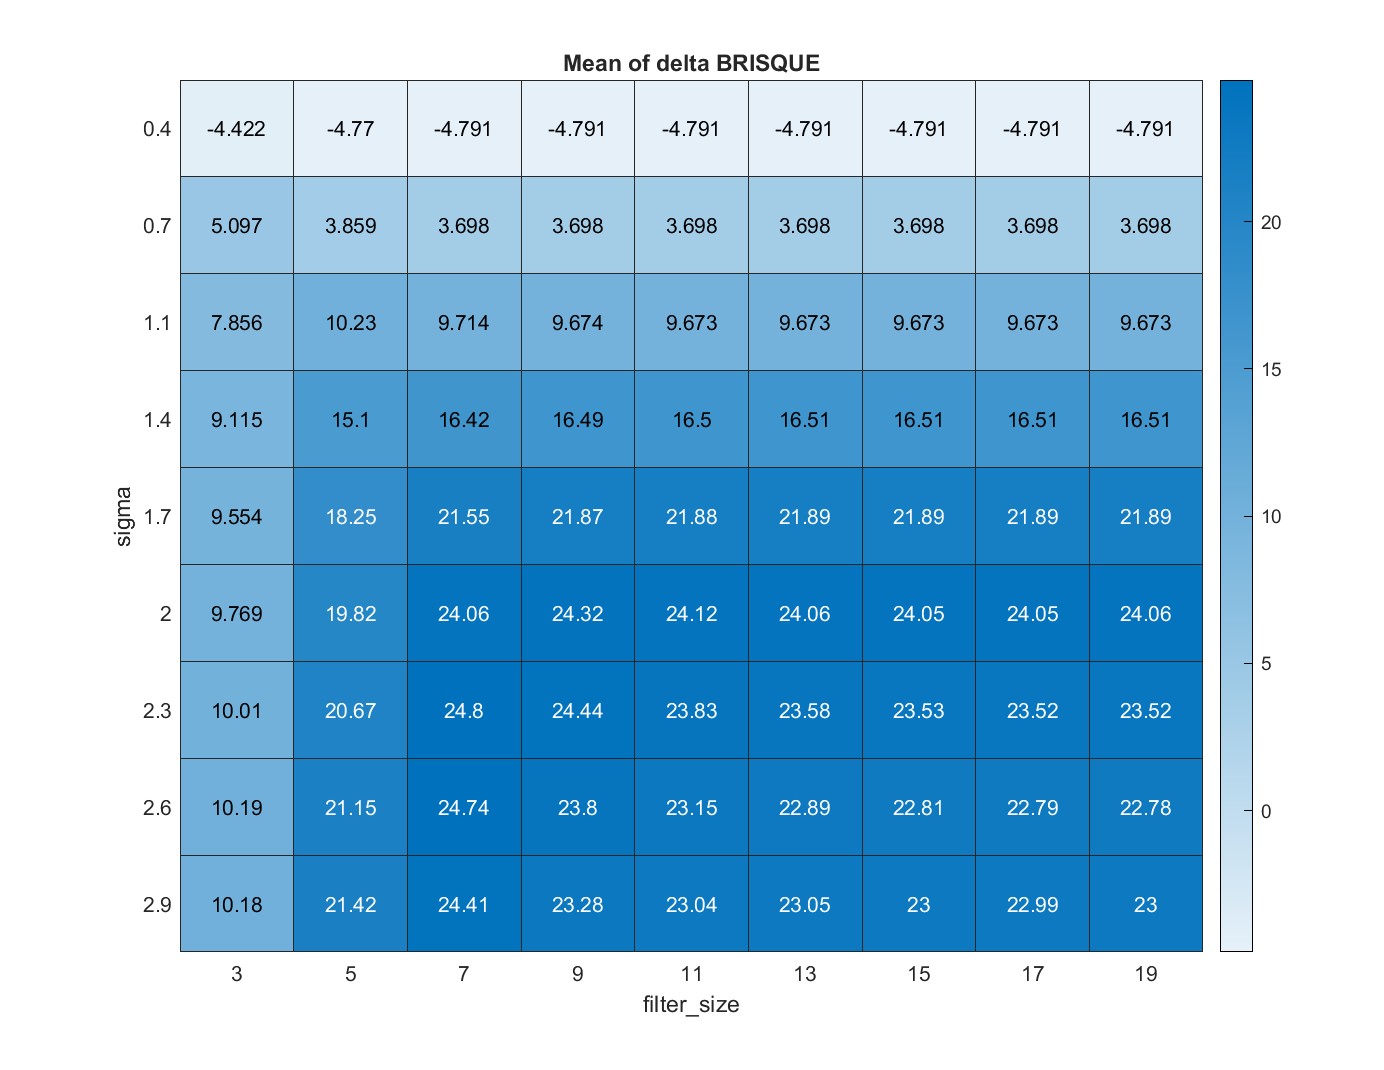 Mean of delta BRISQUE
0.4 -4.422 -4.77 -4.791 -4.791 -4.791 -4.791 -4.791 -4.791 -4.791
0.7 5.097 3.859 3.698 3.698 3.698 3.698 3.698 3.698 3.698
1.1 7.856 10.23 9.714 9.674 9.673 9.673 9.673 9.673 9.673
1.4 9.115 15.1 16.42 16.49 16.5 16.51 16.51 16.51 16.51
1.7 9.554 18.25 21.55 21.87 21.88 21.89 21.89 21.89 21.89
2 9.769 19.82 24.06 24.32 24.12 24.06 24.05 24.05 24.06
2.3 10.01 20.67 24.8 24.44 23.83 23.58 23.53 23.52 23.52
2.6 10.19 21.15 24.74 23.8 23.15 22.89 22.81 22.79 22.78
2.9 10.18 21.42 24.41 23.28 23.04 23.05 23 22.99 23
3 5 7 9 11 13 15 17 19
filter_size
sigma
20
15
10
5
0